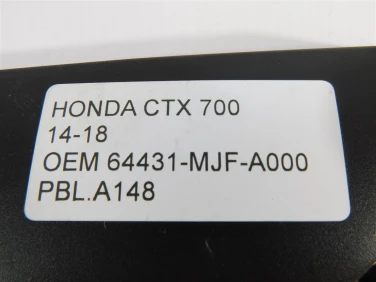 HONDA CTX 700
14-18
OEM 64431-MJF-A000
PBL.A148